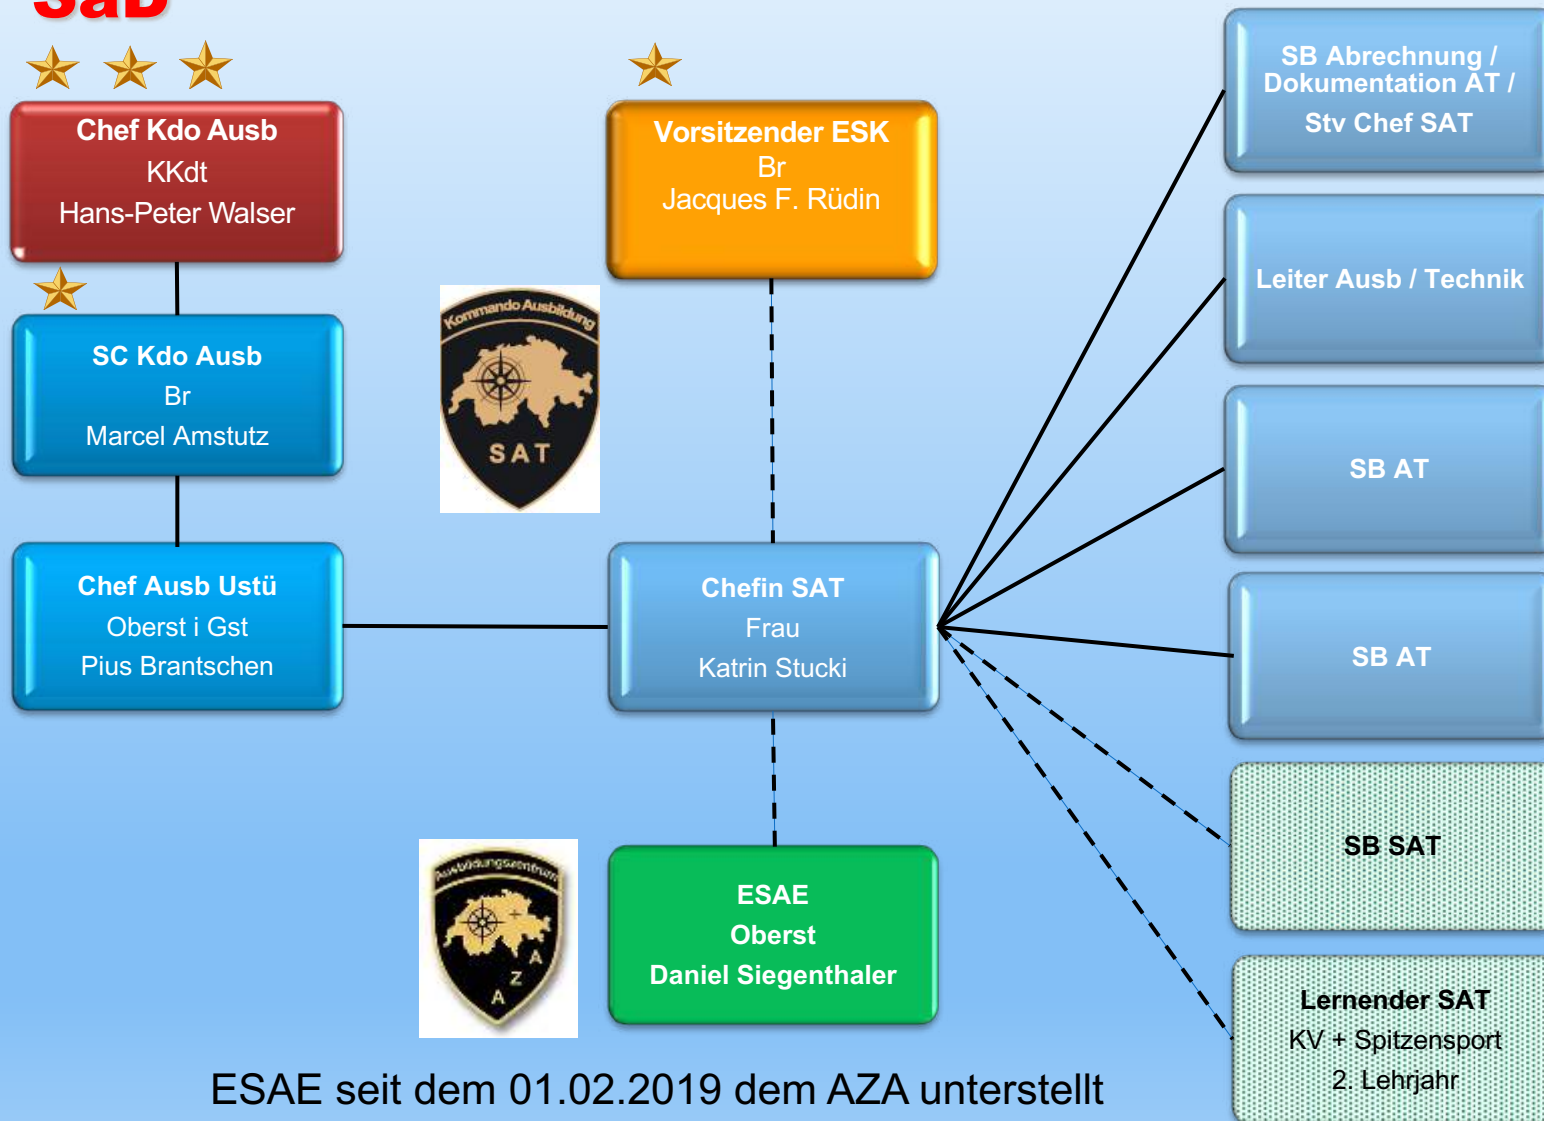 SaD
Chef Kdo Ausb
KKdt
Hans-Peter Walser
SC Kdo Ausb
Br
Marcel Amstutz
Chef Ausb Ustü
Oberst i Gst
Pius Brantschen
Vorsitzender ESK
Br
Jacques F. Rüdin
Kommando Ausbildung
SAT
Chefin SAT
Frau
Katrin Stucki
Ausbildungszentrum
A
Z
A
ESAE
Oberst
Daniel Siegenthaler
SB Abrechnung /
Dokumentation AT /
Stv Chef SAT
Leiter Ausb / Technik
SB AT
SB AT
SB SAT
Lernender SAT
KV + Spitzensport
2. Lehrjahr
ESAE seit dem 01.02.2019 dem AZA unterstellt